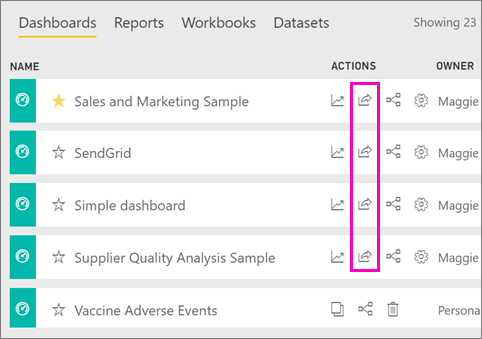 Dashboards Reports Workbooks Datasets Showing 23
NAME ACTIONS OWNER
Sales and Marketing Sample Maggie
SendGrid Maggie
Simple dashboard Maggie
Supplier Quality Analysis Sample Maggie
Vaccine Adverse Events Persona